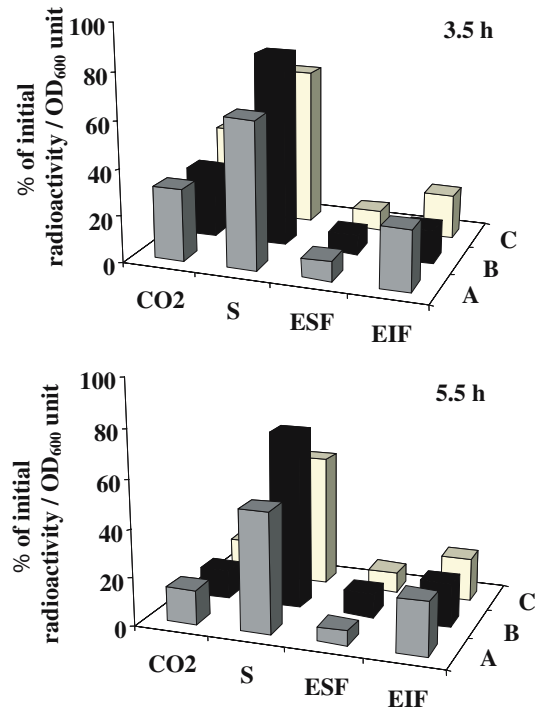 3.5 h
% of initial
radioactivity / OD600 unit
100
80
60
40
20
0
CO2
S
ESF
EIF
A
B
C
5.5 h
% of initial
radioactivity / OD600 unit
100
80
60
40
20
0
CO2
S
ESF
EIF
A
B
C